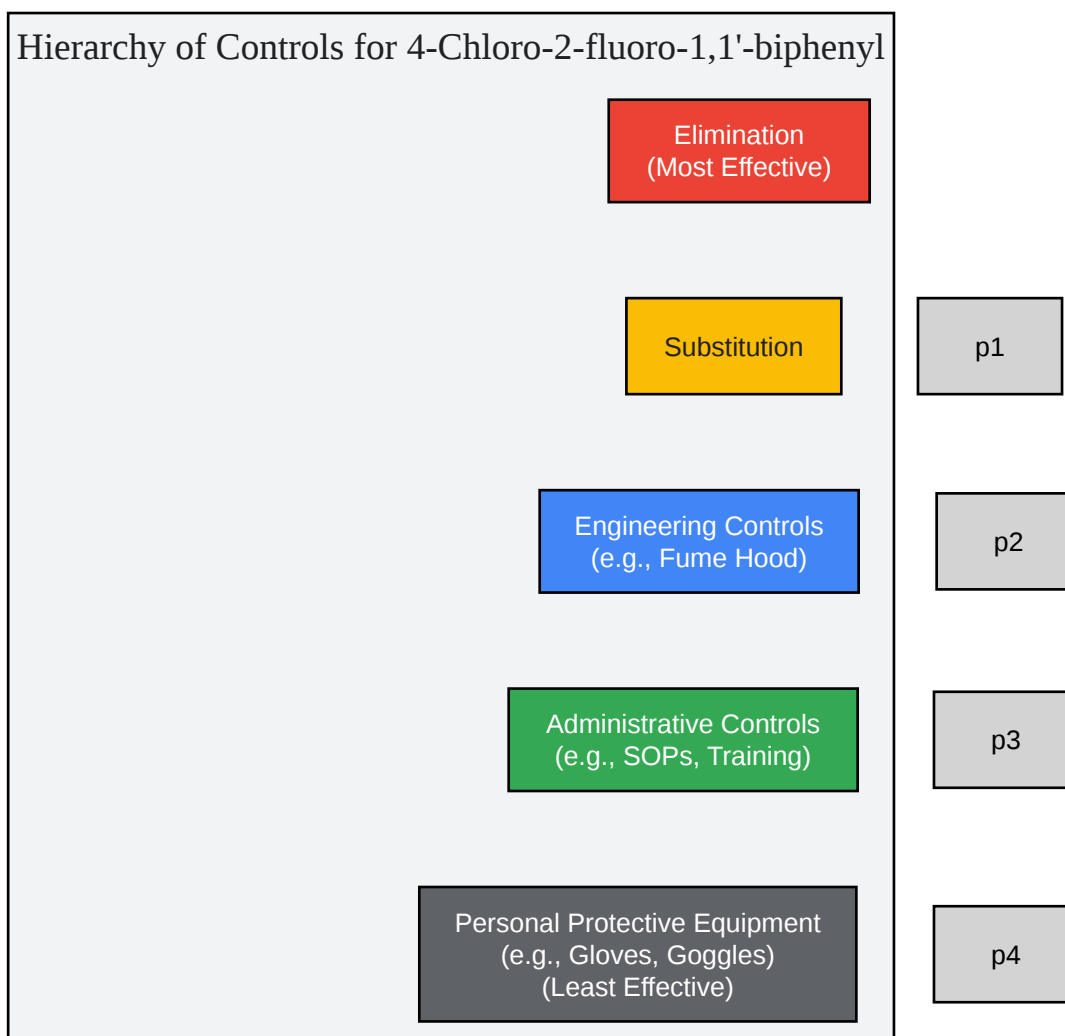 Hierarchy of Controls for 4-Chloro-2-fluoro-1,1'-biphenyl
Elimination
(Most Effective)
Substitution
p1
Engineering Controls
(e.g., Fume Hood)
p2
Administrative Controls
(e.g., SOPs, Training)
p3
Personal Protective Equipment
(e.g., Gloves, Goggles)
(Least Effective)
p4